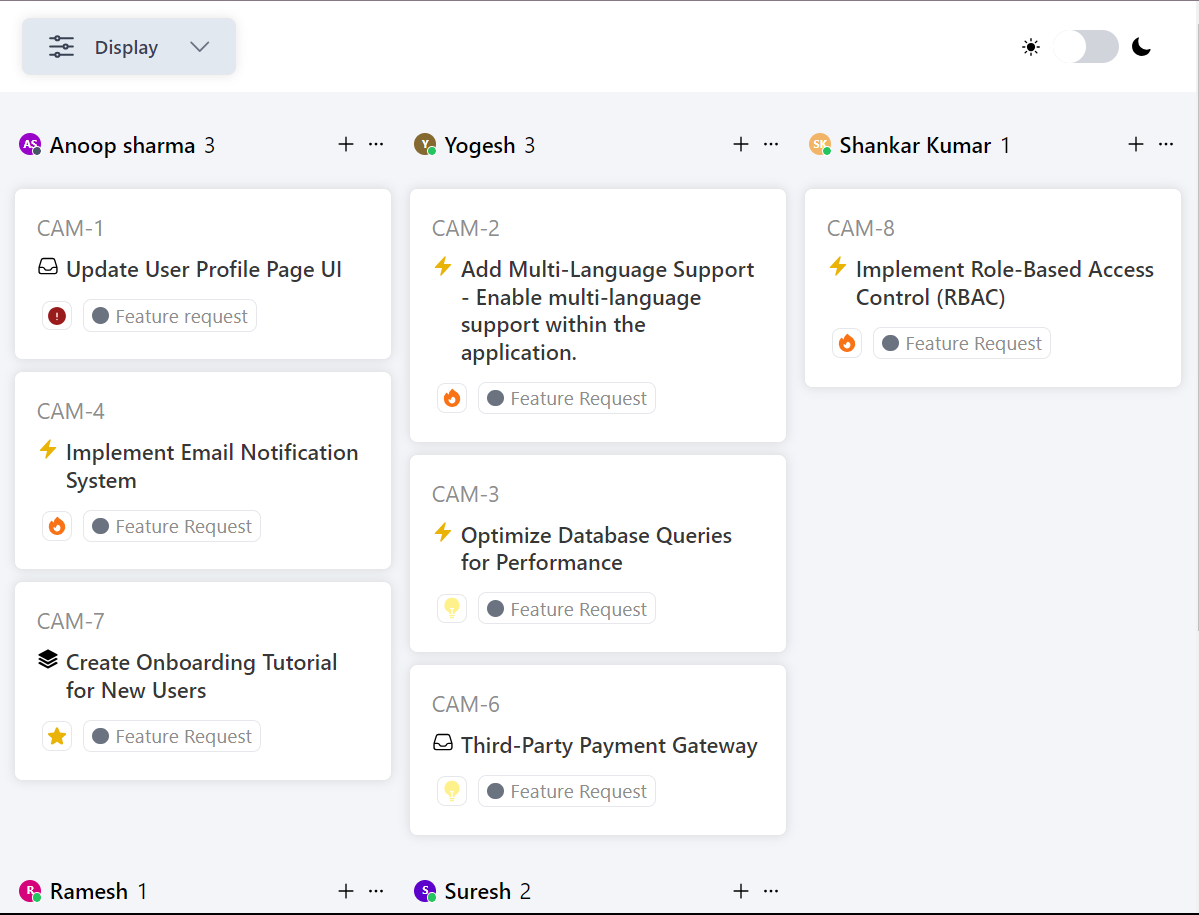 Display
AS Anoop sharma 3
CAM-1
Update User Profile Page UI
Feature request
CAM-4
Implement Email Notification
System
Feature Request
CAM-7
Create Onboarding Tutorial
for New Users
Feature Request
Y Yogesh 3
CAM-2
Add Multi-Language Support
- Enable multi-language
support within the
application.
Feature Request
CAM-3
Optimize Database Queries
for Performance
Feature Request
CAM-6
Third-Party Payment Gateway
Feature Request
SK Shankar Kumar 1
CAM-8
Implement Role-Based Access
Control (RBAC)
Feature Request
R Ramesh 1
S Suresh 2